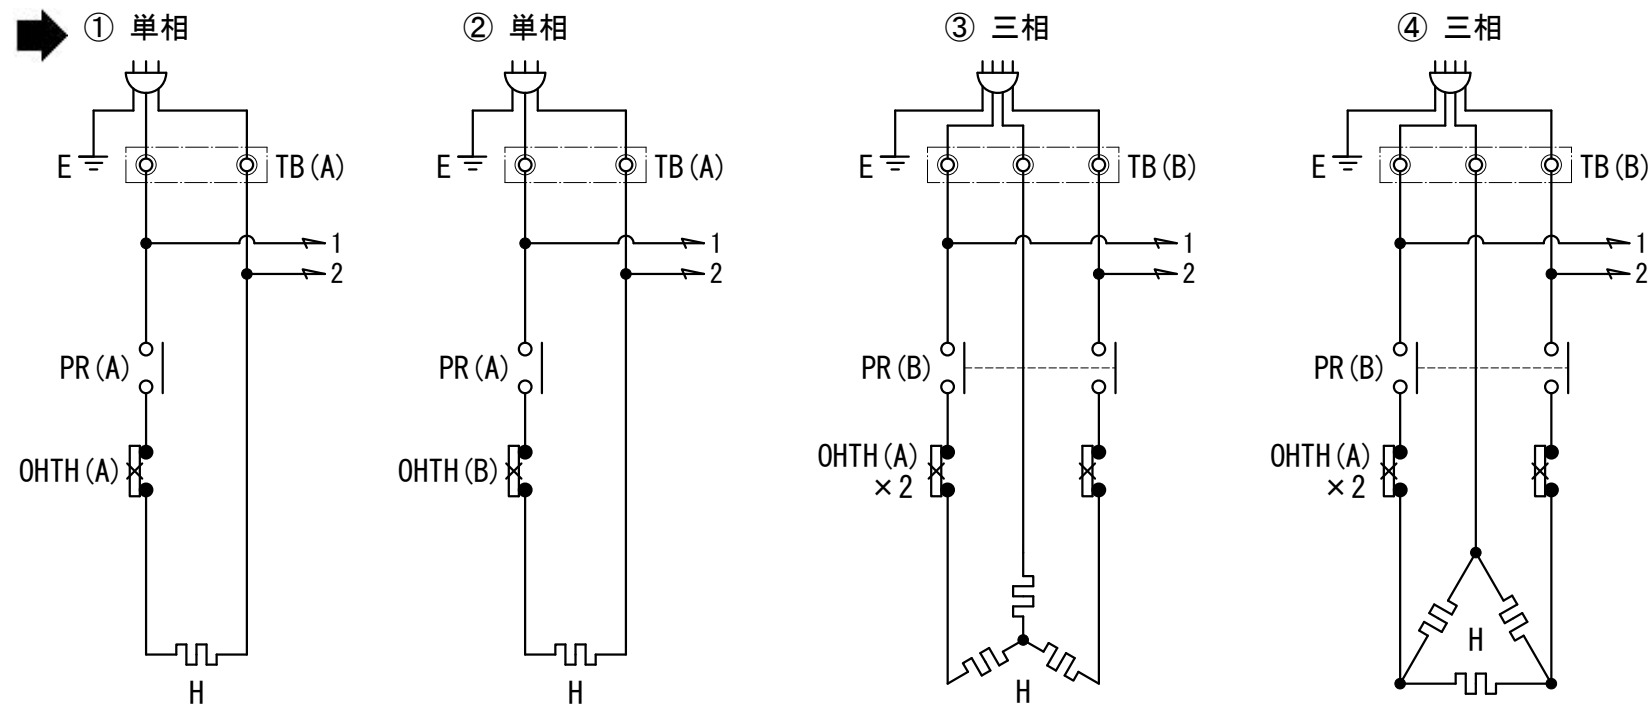 ① 単相
② 単相
③ 三相
④ 三相
E
TB(A)
E
TB(A)
E
TB(B)
E
TB(B)
1
2
1
2
1
2
1
2
PR(A)
PR(A)
PR(B)
PR(B)
OHTH(A)
OHTH(B)
OHTH(A)
×2
OHTH(A)
×2
H
H
H
H